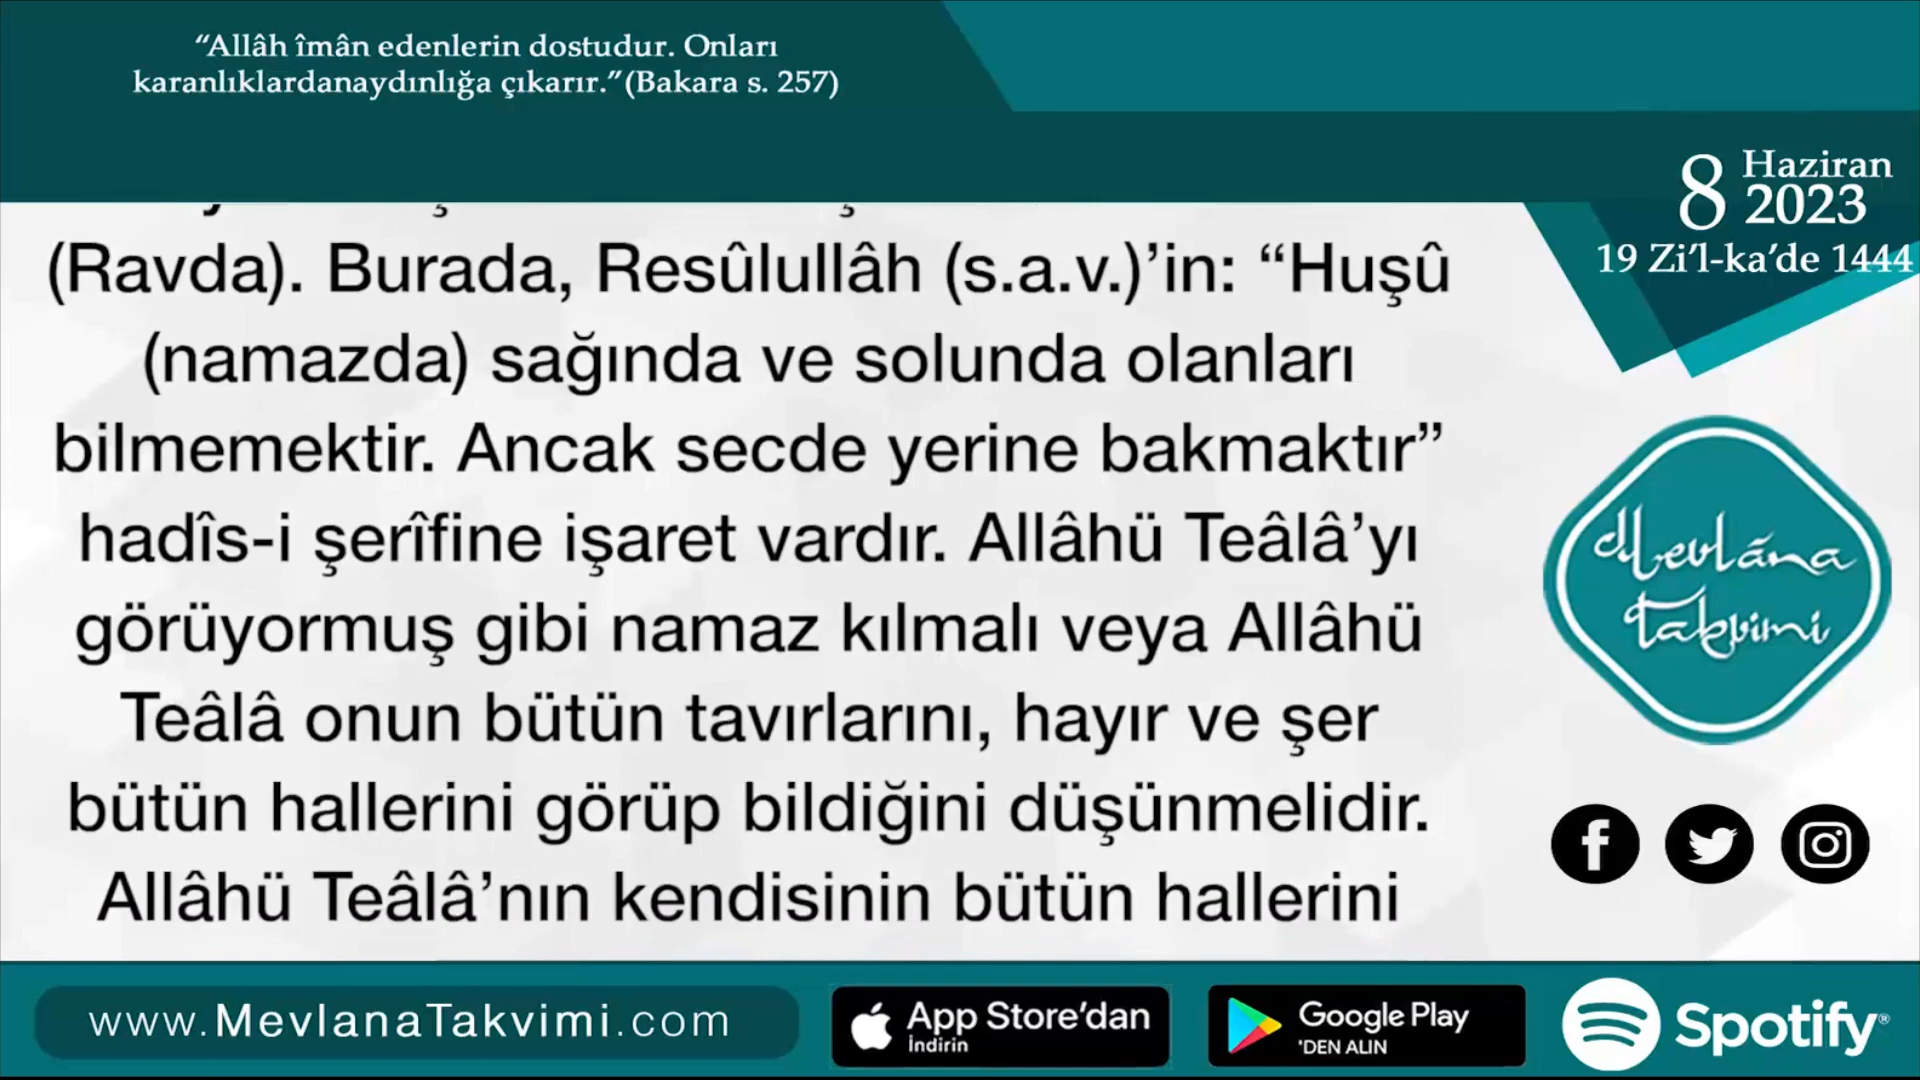 “Allâh îmân edenlerin dostudur. Onları
karanlıklardanaydınlığa çıkarır.”(Bakara s. 257)
8 Haziran
2023
19 Zi’l-ka’de 1444
(Ravda). Burada, Resûlullâh (s.a.v.)’in: “Huşû
(namazda) sağında ve solunda olanları
bilmemektir. Ancak secde yerine bakmaktır”
hadîs-i şerîfine işaret vardır. Allâhü Teâlâ’yı
görüyormuş gibi namaz kılmalı veya Allâhü
Teâlâ onun bütün tavırlarını, hayır ve şer
bütün hallerini görüp bildiğini düşünmelidir.
Allâhü Teâlâ’nın kendisinin bütün hallerini
Mevlâna
Takvimi
www.MevlanaTakvimi.com
App Store’dan
İndirin
Google Play
'DEN ALIN
Spotify®